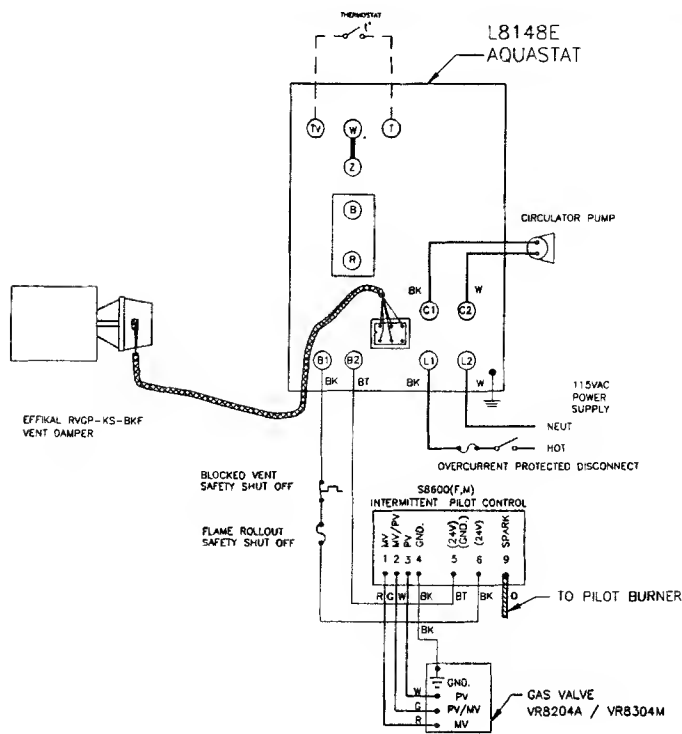 THERMOSTAT
L8148E
AQUASTAT
TV
W
T
Z
B
R
CIRCULATOR PUMP
BK
W
C1
C2
B1
B2
L1
L2
BK
BT
BK
W
115VAC
POWER
SUPPLY
NEUT
HOT
OVERCURRENT PROTECTED DISCONNECT
EFFIKAL RVGP-KS-BKF
VENT DAMPER
BLOCKED VENT
SAFETY SHUT OFF
FLAME ROLLOUT
SAFETY SHUT OFF
S8600(F,M)
INTERMITTENT PILOT CONTROL
MV
MV/PV
PV
GND.
(24V)
(GND.)
(24V)
SPARK
1 2 3 4 5 6 9
R G W BK BT BK O
TO PILOT BURNER
BK
GND.
W PV
G PV/MV
R MV
GAS VALVE
VR8204A / VR8304M